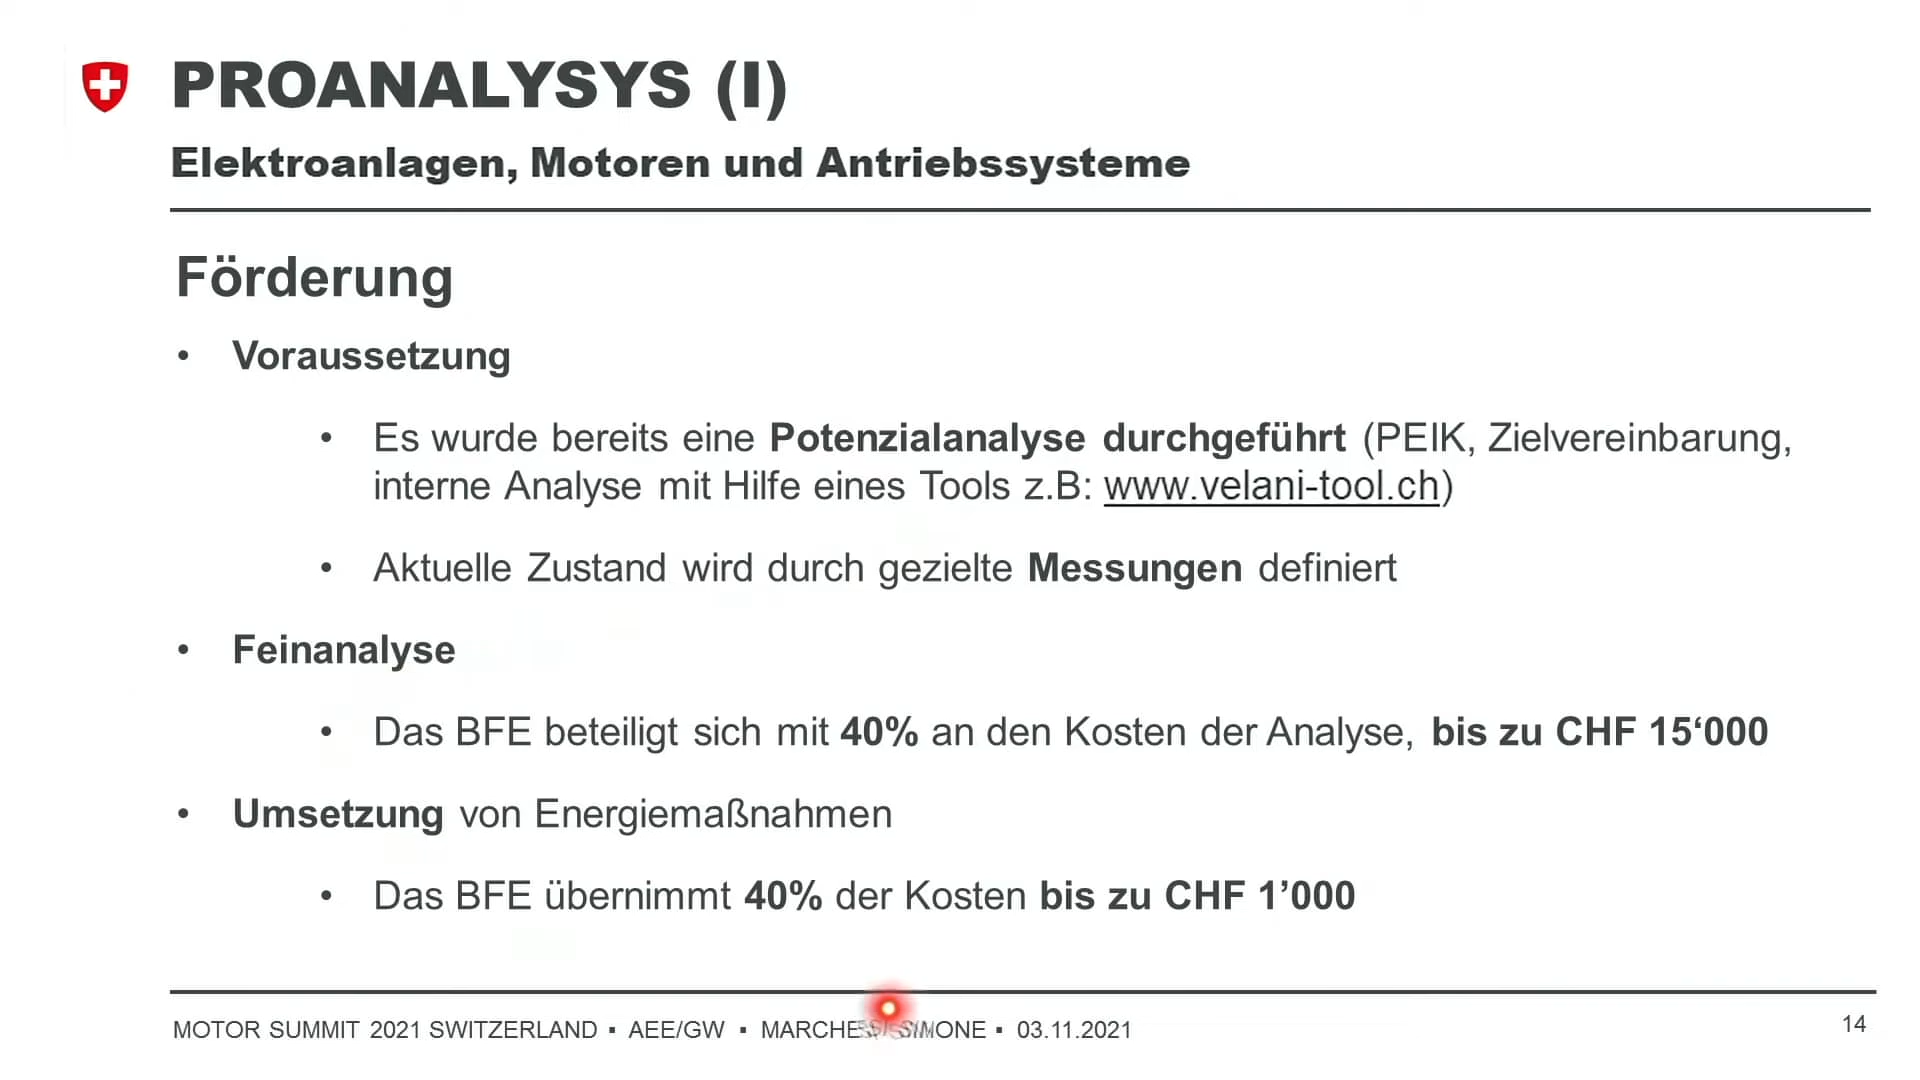 PROANALYSYS (I)
Elektroanlagen, Motoren und Antriebssysteme
Förderung
• Voraussetzung
• Es wurde bereits eine Potenzialanalyse durchgeführt (PEIK, Zielvereinbarung,
interne Analyse mit Hilfe eines Tools z.B: www.velani-tool.ch)
• Aktuelle Zustand wird durch gezielte Messungen definiert
• Feinanalyse
• Das BFE beteiligt sich mit 40% an den Kosten der Analyse, bis zu CHF 15‘000
• Umsetzung von Energiemaßnahmen
• Das BFE übernimmt 40% der Kosten bis zu CHF 1’000
MOTOR SUMMIT 2021 SWITZERLAND ▪ AEE/GW ▪ MARCHESI SIMONE ▪ 03.11.2021
14